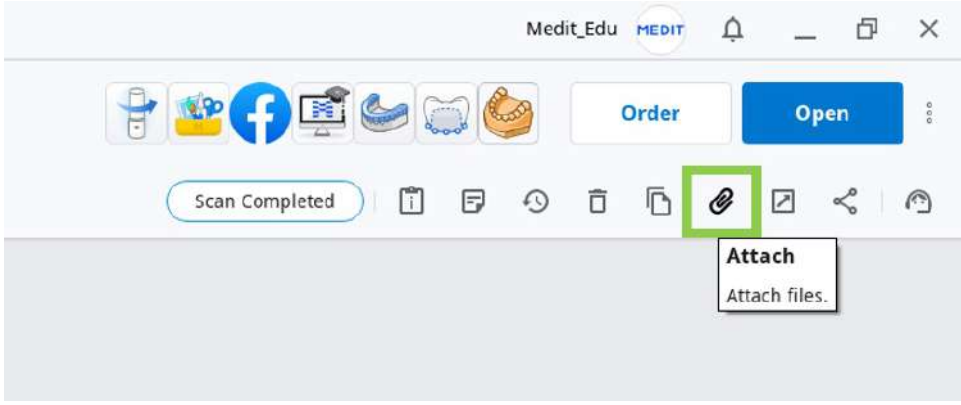 Medit_Edu MEDIT
Order Open
Scan Completed
Attach
Attach files.